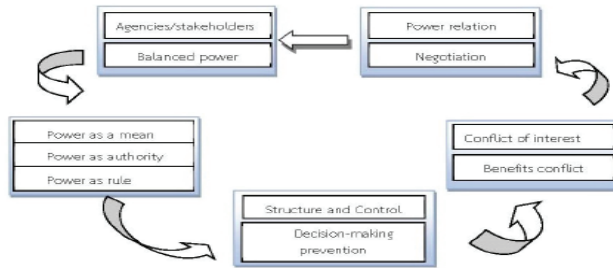 Agencies/stakeholders
Balanced power
Power relation
Negotiation
Power as a mean
Power as authority
Power as rule
Conflict of interest
Benefits conflict
Structure and Control
Decision-making
prevention